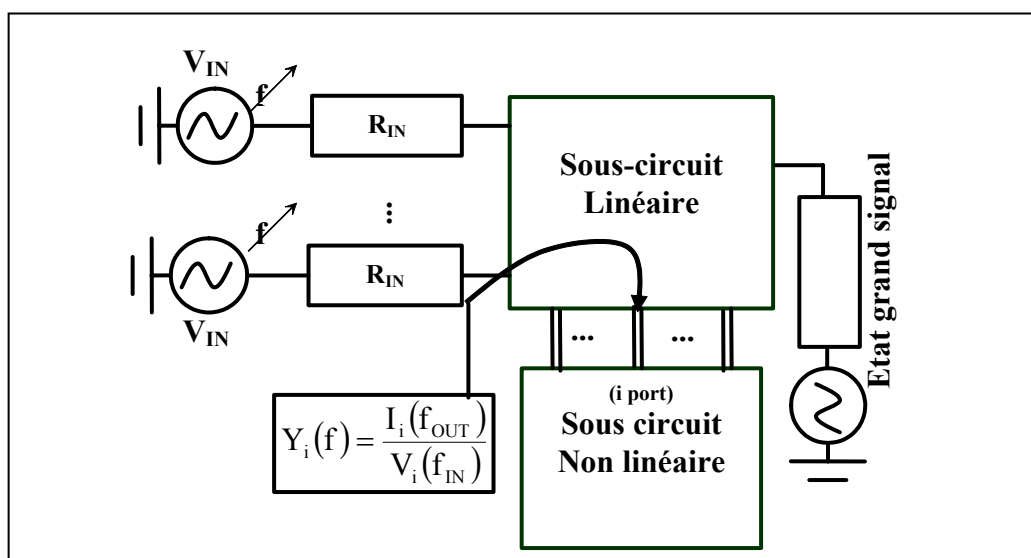 V_IN
f
R_IN
...
f
R_IN
V_IN
Sous-circuit
Linéaire
Etat grand signal
... ...
(i port)
Sous circuit
Non linéaire
Y_i(f) = I_i(f_OUT) / V_i(f_IN)